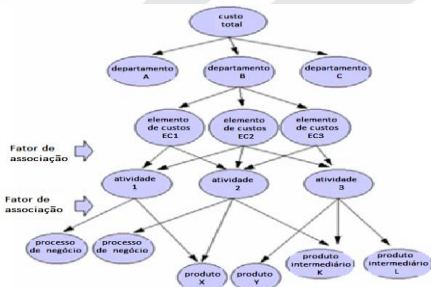 custo
total
departamento
A
departamento
B
departamento
C
elemento
de custos
EC1
elemento
de custos
EC2
elemento
de custos
EC3
Fator de
associação
atividade
1
atividade
2
atividade
3
Fator de
associação
processo
de negócio
processo
de negócio
produto
X
produto
Y
produto
intermediário
K
produto
intermediário
L